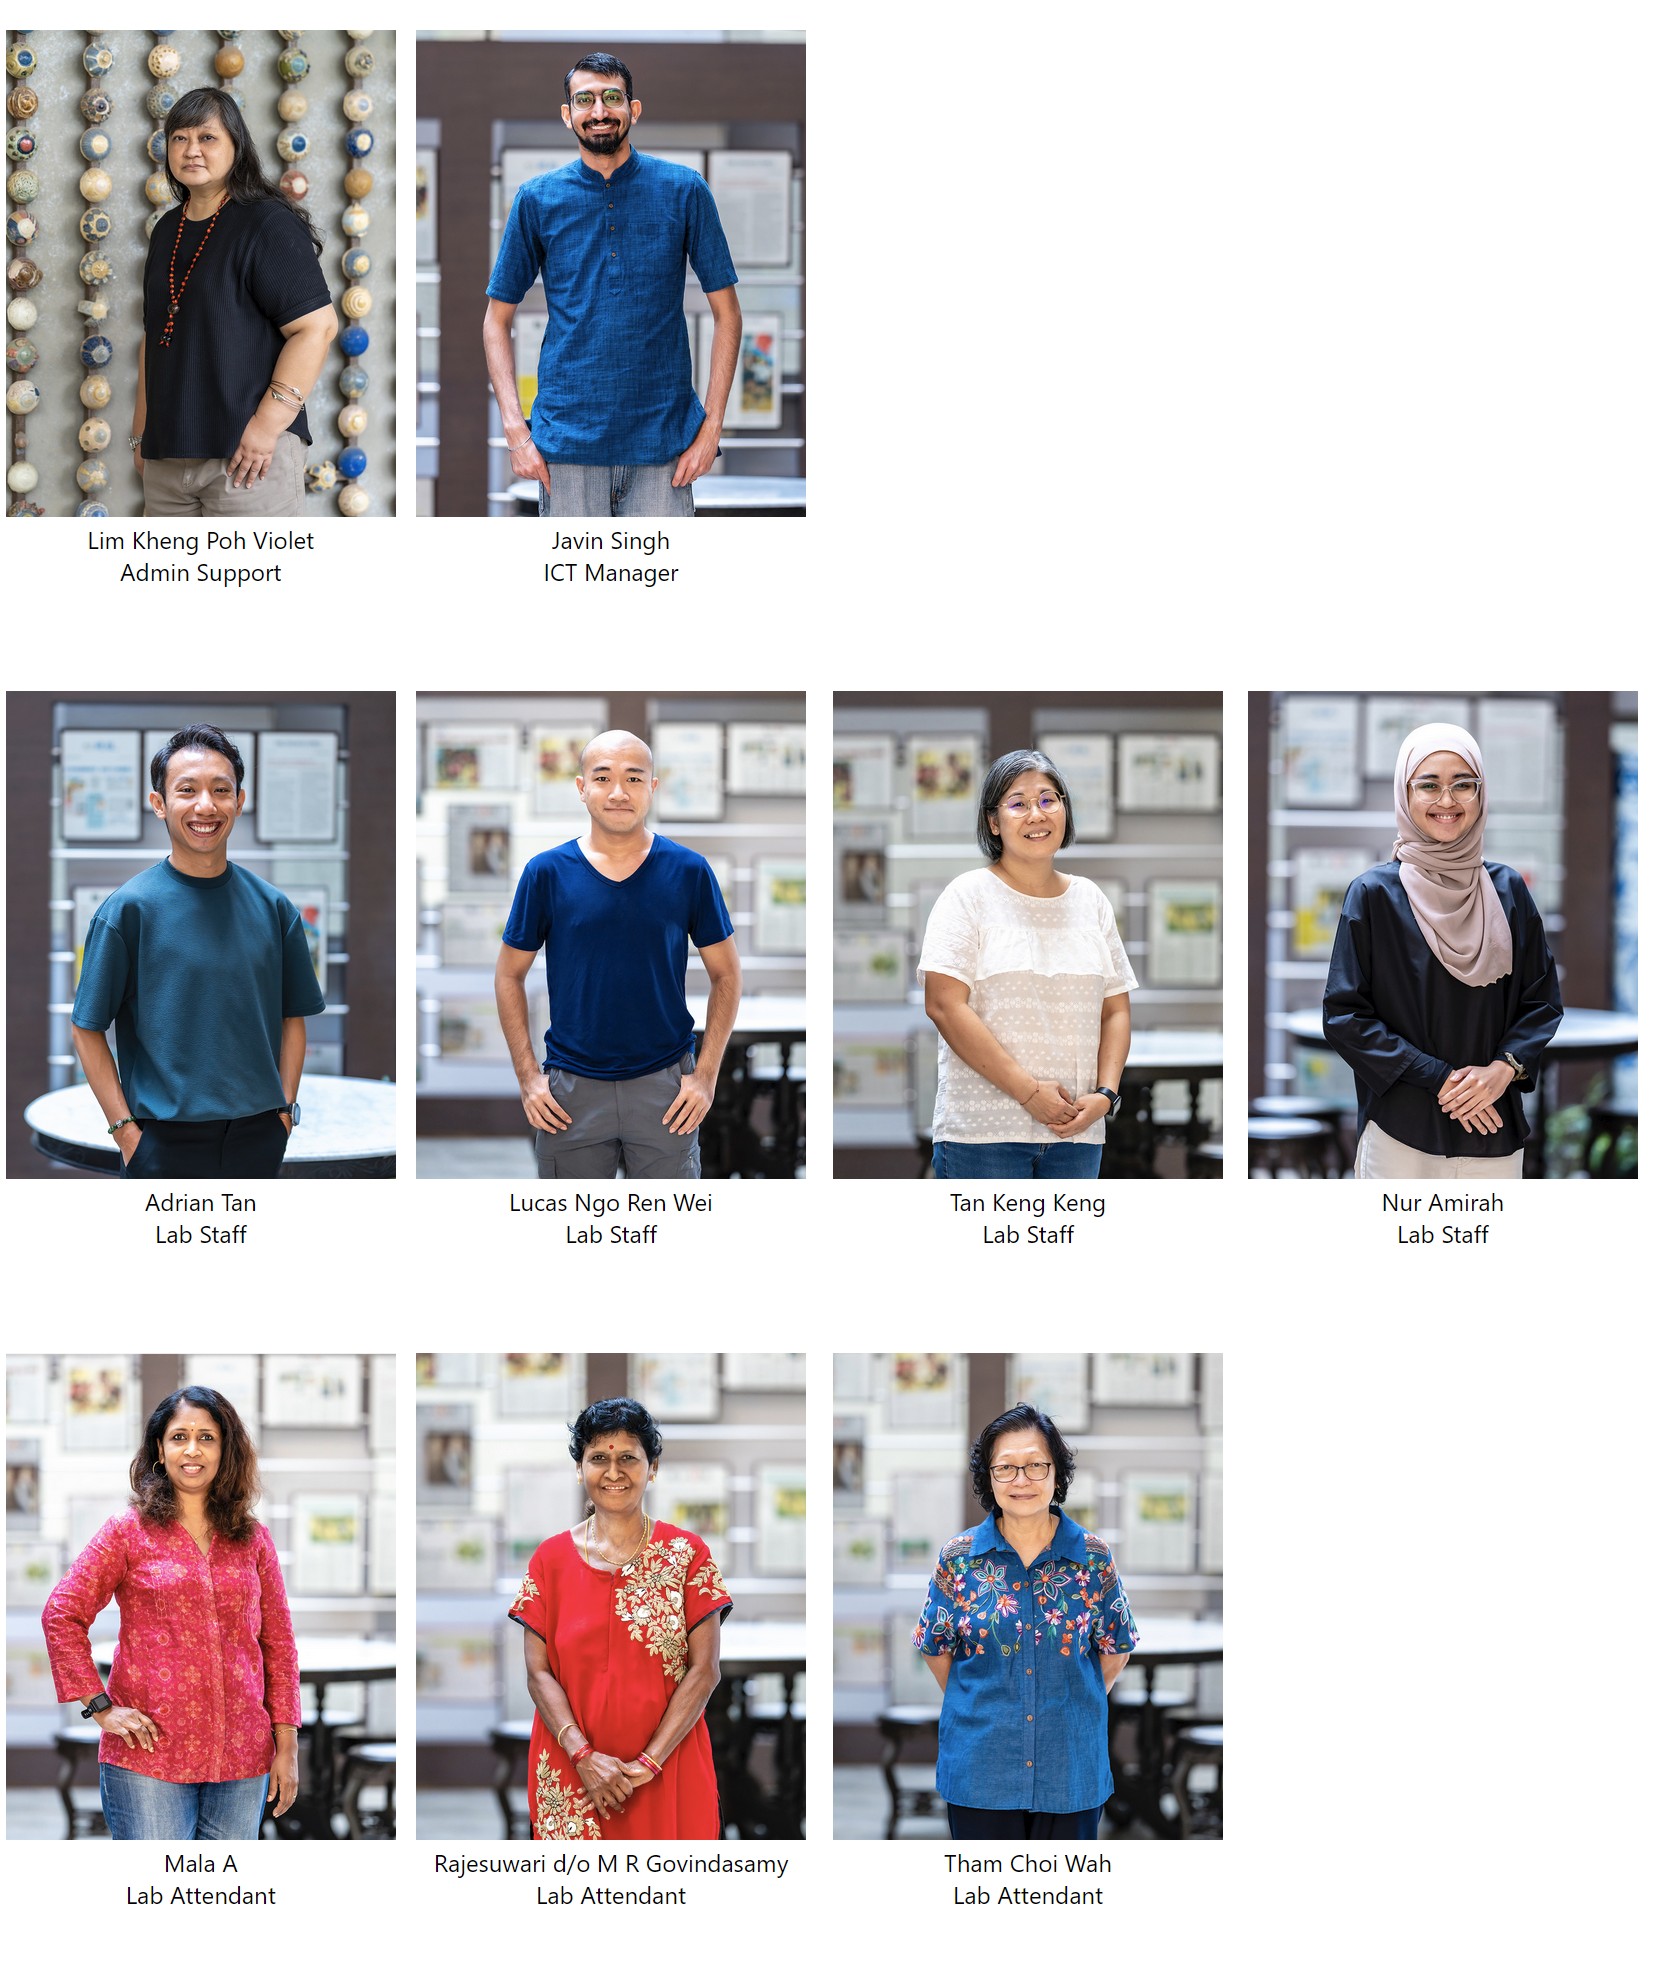 Lim Kheng Poh Violet
Admin Support
Javin Singh
ICT Manager
Adrian Tan
Lab Staff
Lucas Ngo Ren Wei
Lab Staff
Tan Keng Keng
Lab Staff
Nur Amirah
Lab Staff
Mala A
Lab Attendant
Rajesuwari d/o M R Govindasamy
Lab Attendant
Tham Choi Wah
Lab Attendant